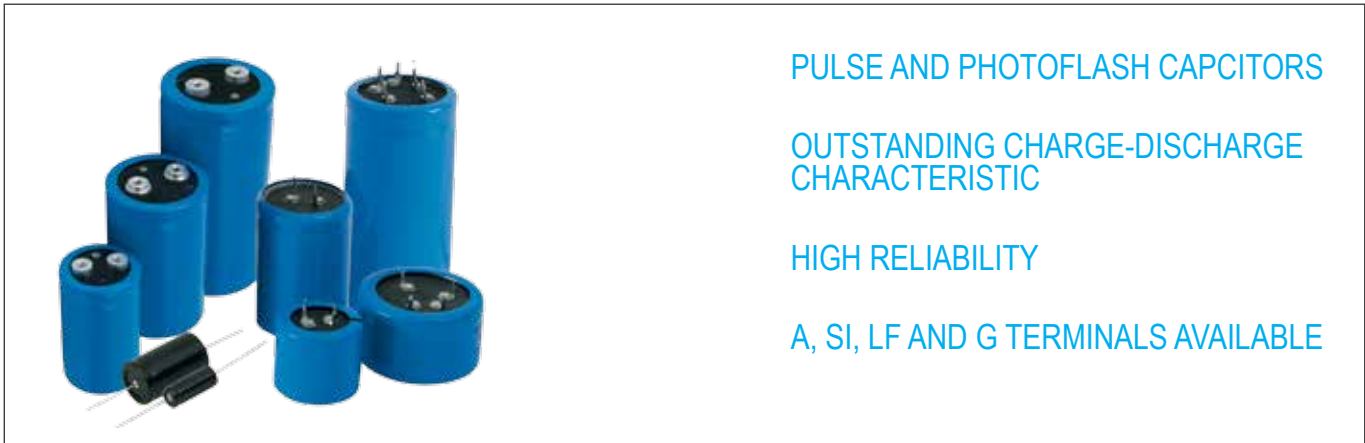 PULSE AND PHOTOFLASH CAPCITORS
OUTSTANDING CHARGE-DISCHARGE
CHARACTERISTIC
HIGH RELIABILITY
A, SI, LF AND G TERMINALS AVAILABLE